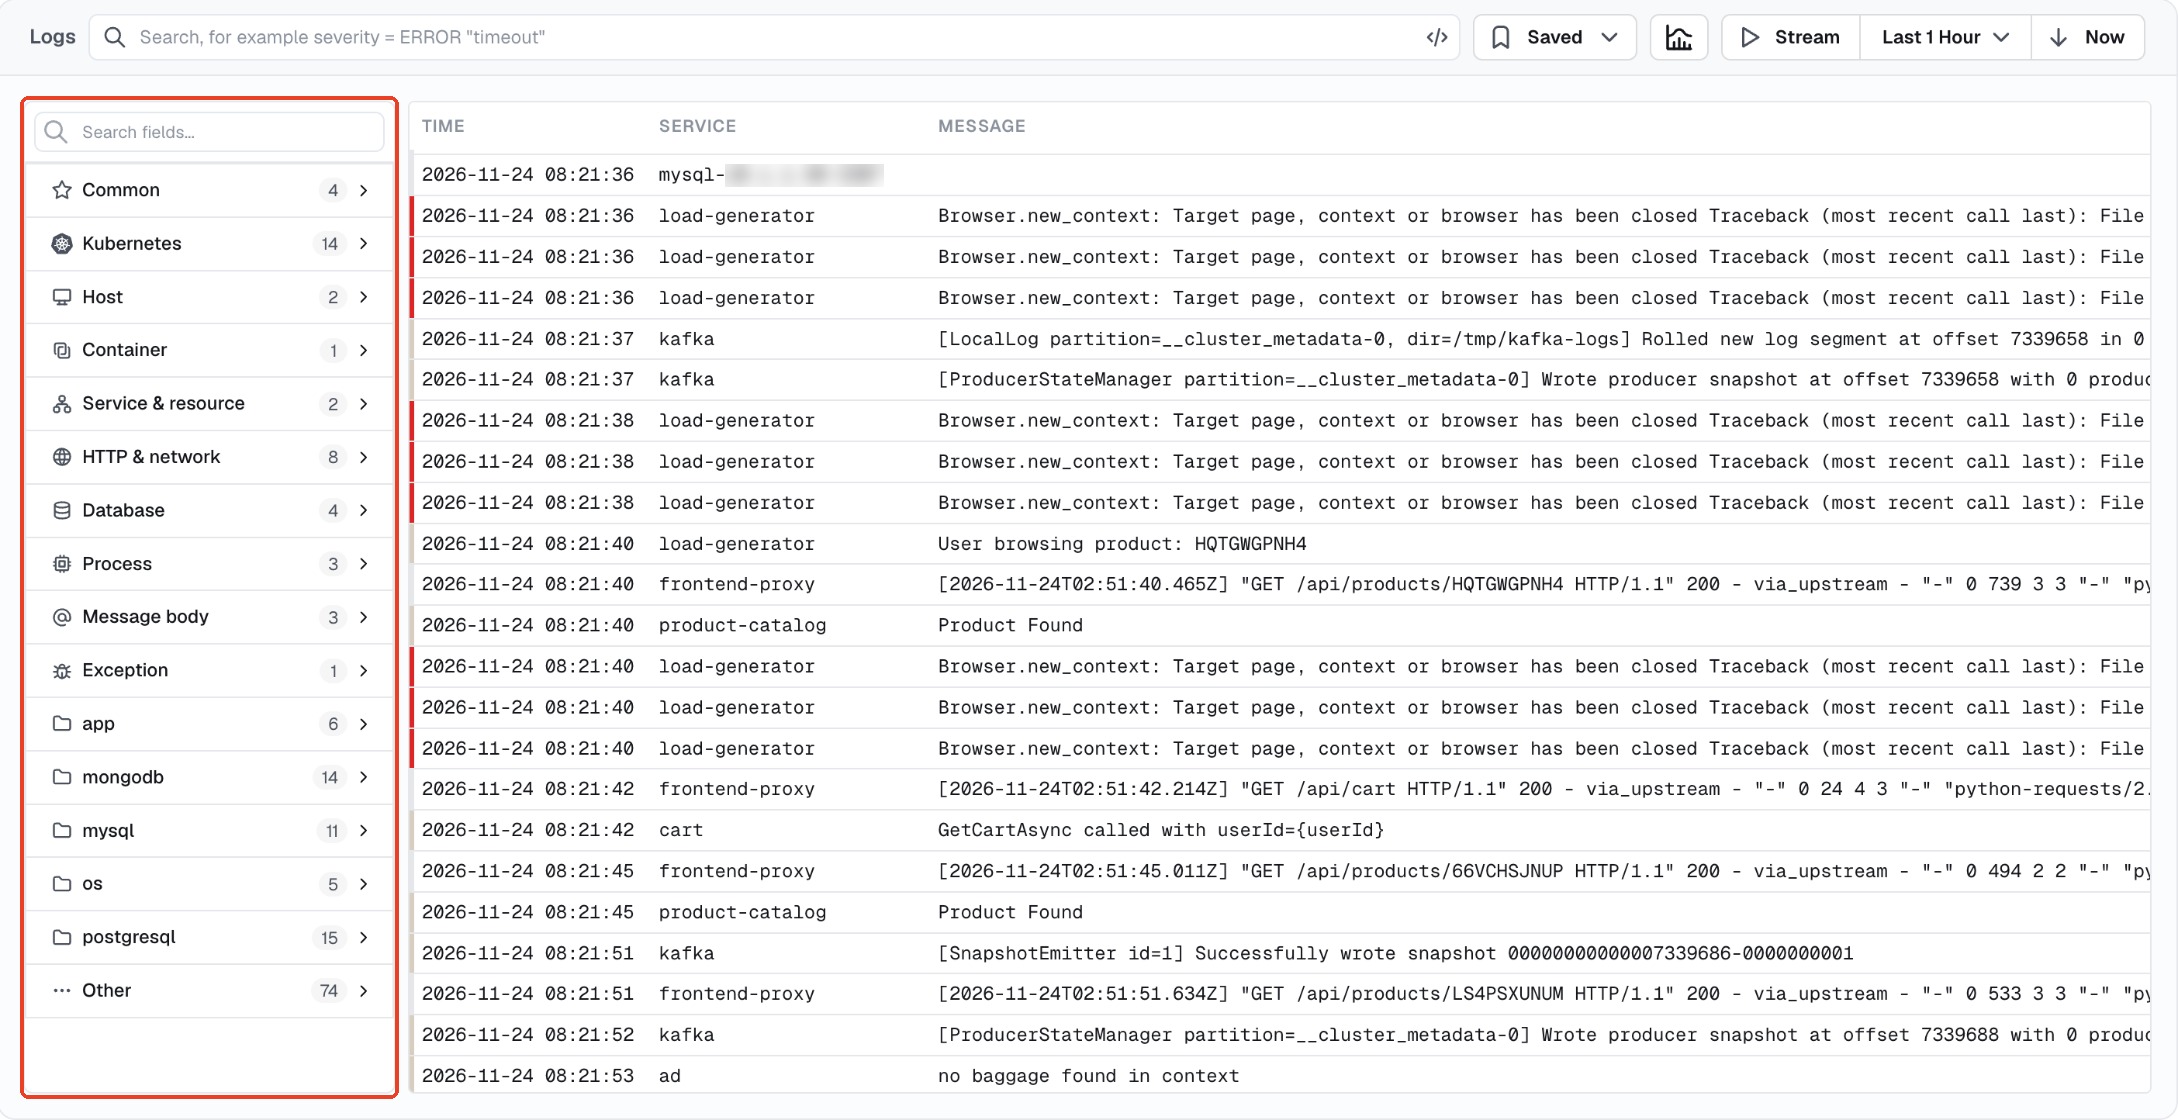 Logs
Search, for example severity = ERROR "timeout"
</>
Saved
Stream
Last 1 Hour
Now
Search fields...
Common 4
Kubernetes 14
Host 2
Container 1
Service & resource 2
HTTP & network 8
Database 4
Process 3
Message body 3
Exception 1
app 6
mongodb 14
mysql 11
os 5
postgresql 15
Other 74
TIME SERVICE MESSAGE
2026-11-24 08:21:36 mysql-
2026-11-24 08:21:36 load-generator Browser.new_context: Target page, context or browser has been closed Traceback (most recent call last): File
2026-11-24 08:21:36 load-generator Browser.new_context: Target page, context or browser has been closed Traceback (most recent call last): File
2026-11-24 08:21:36 load-generator Browser.new_context: Target page, context or browser has been closed Traceback (most recent call last): File
2026-11-24 08:21:37 kafka [LocalLog partition=__cluster_metadata-0, dir=/tmp/kafka-logs] Rolled new log segment at offset 7339658 in 0
2026-11-24 08:21:37 kafka [ProducerStateManager partition=__cluster_metadata-0] Wrote producer snapshot at offset 7339658 with 0 produc
2026-11-24 08:21:38 load-generator Browser.new_context: Target page, context or browser has been closed Traceback (most recent call last): File
2026-11-24 08:21:38 load-generator Browser.new_context: Target page, context or browser has been closed Traceback (most recent call last): File
2026-11-24 08:21:38 load-generator Browser.new_context: Target page, context or browser has been closed Traceback (most recent call last): File
2026-11-24 08:21:40 load-generator User browsing product: HQTGWGPNH4
2026-11-24 08:21:40 frontend-proxy [2026-11-24T02:51:40.465Z] "GET /api/products/HQTGWGPNH4 HTTP/1.1" 200 - via_upstream - "-" 0 739 3 3 "-" "py
2026-11-24 08:21:40 product-catalog Product Found
2026-11-24 08:21:40 load-generator Browser.new_context: Target page, context or browser has been closed Traceback (most recent call last): File
2026-11-24 08:21:40 load-generator Browser.new_context: Target page, context or browser has been closed Traceback (most recent call last): File
2026-11-24 08:21:40 load-generator Browser.new_context: Target page, context or browser has been closed Traceback (most recent call last): File
2026-11-24 08:21:42 frontend-proxy [2026-11-24T02:51:42.214Z] "GET /api/cart HTTP/1.1" 200 - via_upstream - "-" 0 24 4 3 "-" "python-requests/2.
2026-11-24 08:21:42 cart GetCartAsync called with userId={userId}
2026-11-24 08:21:45 frontend-proxy [2026-11-24T02:51:45.011Z] "GET /api/products/66VCHSJNUP HTTP/1.1" 200 - via_upstream - "-" 0 494 2 2 "-" "py
2026-11-24 08:21:45 product-catalog Product Found
2026-11-24 08:21:51 kafka [SnapshotEmitter id=1] Successfully wrote snapshot 00000000000007339686-0000000001
2026-11-24 08:21:51 frontend-proxy [2026-11-24T02:51:51.634Z] "GET /api/products/LS4PSXUNUM HTTP/1.1" 200 - via_upstream - "-" 0 533 3 3 "-" "py
2026-11-24 08:21:52 kafka [ProducerStateManager partition=__cluster_metadata-0] Wrote producer snapshot at offset 7339688 with 0 produc
2026-11-24 08:21:53 ad no baggage found in context